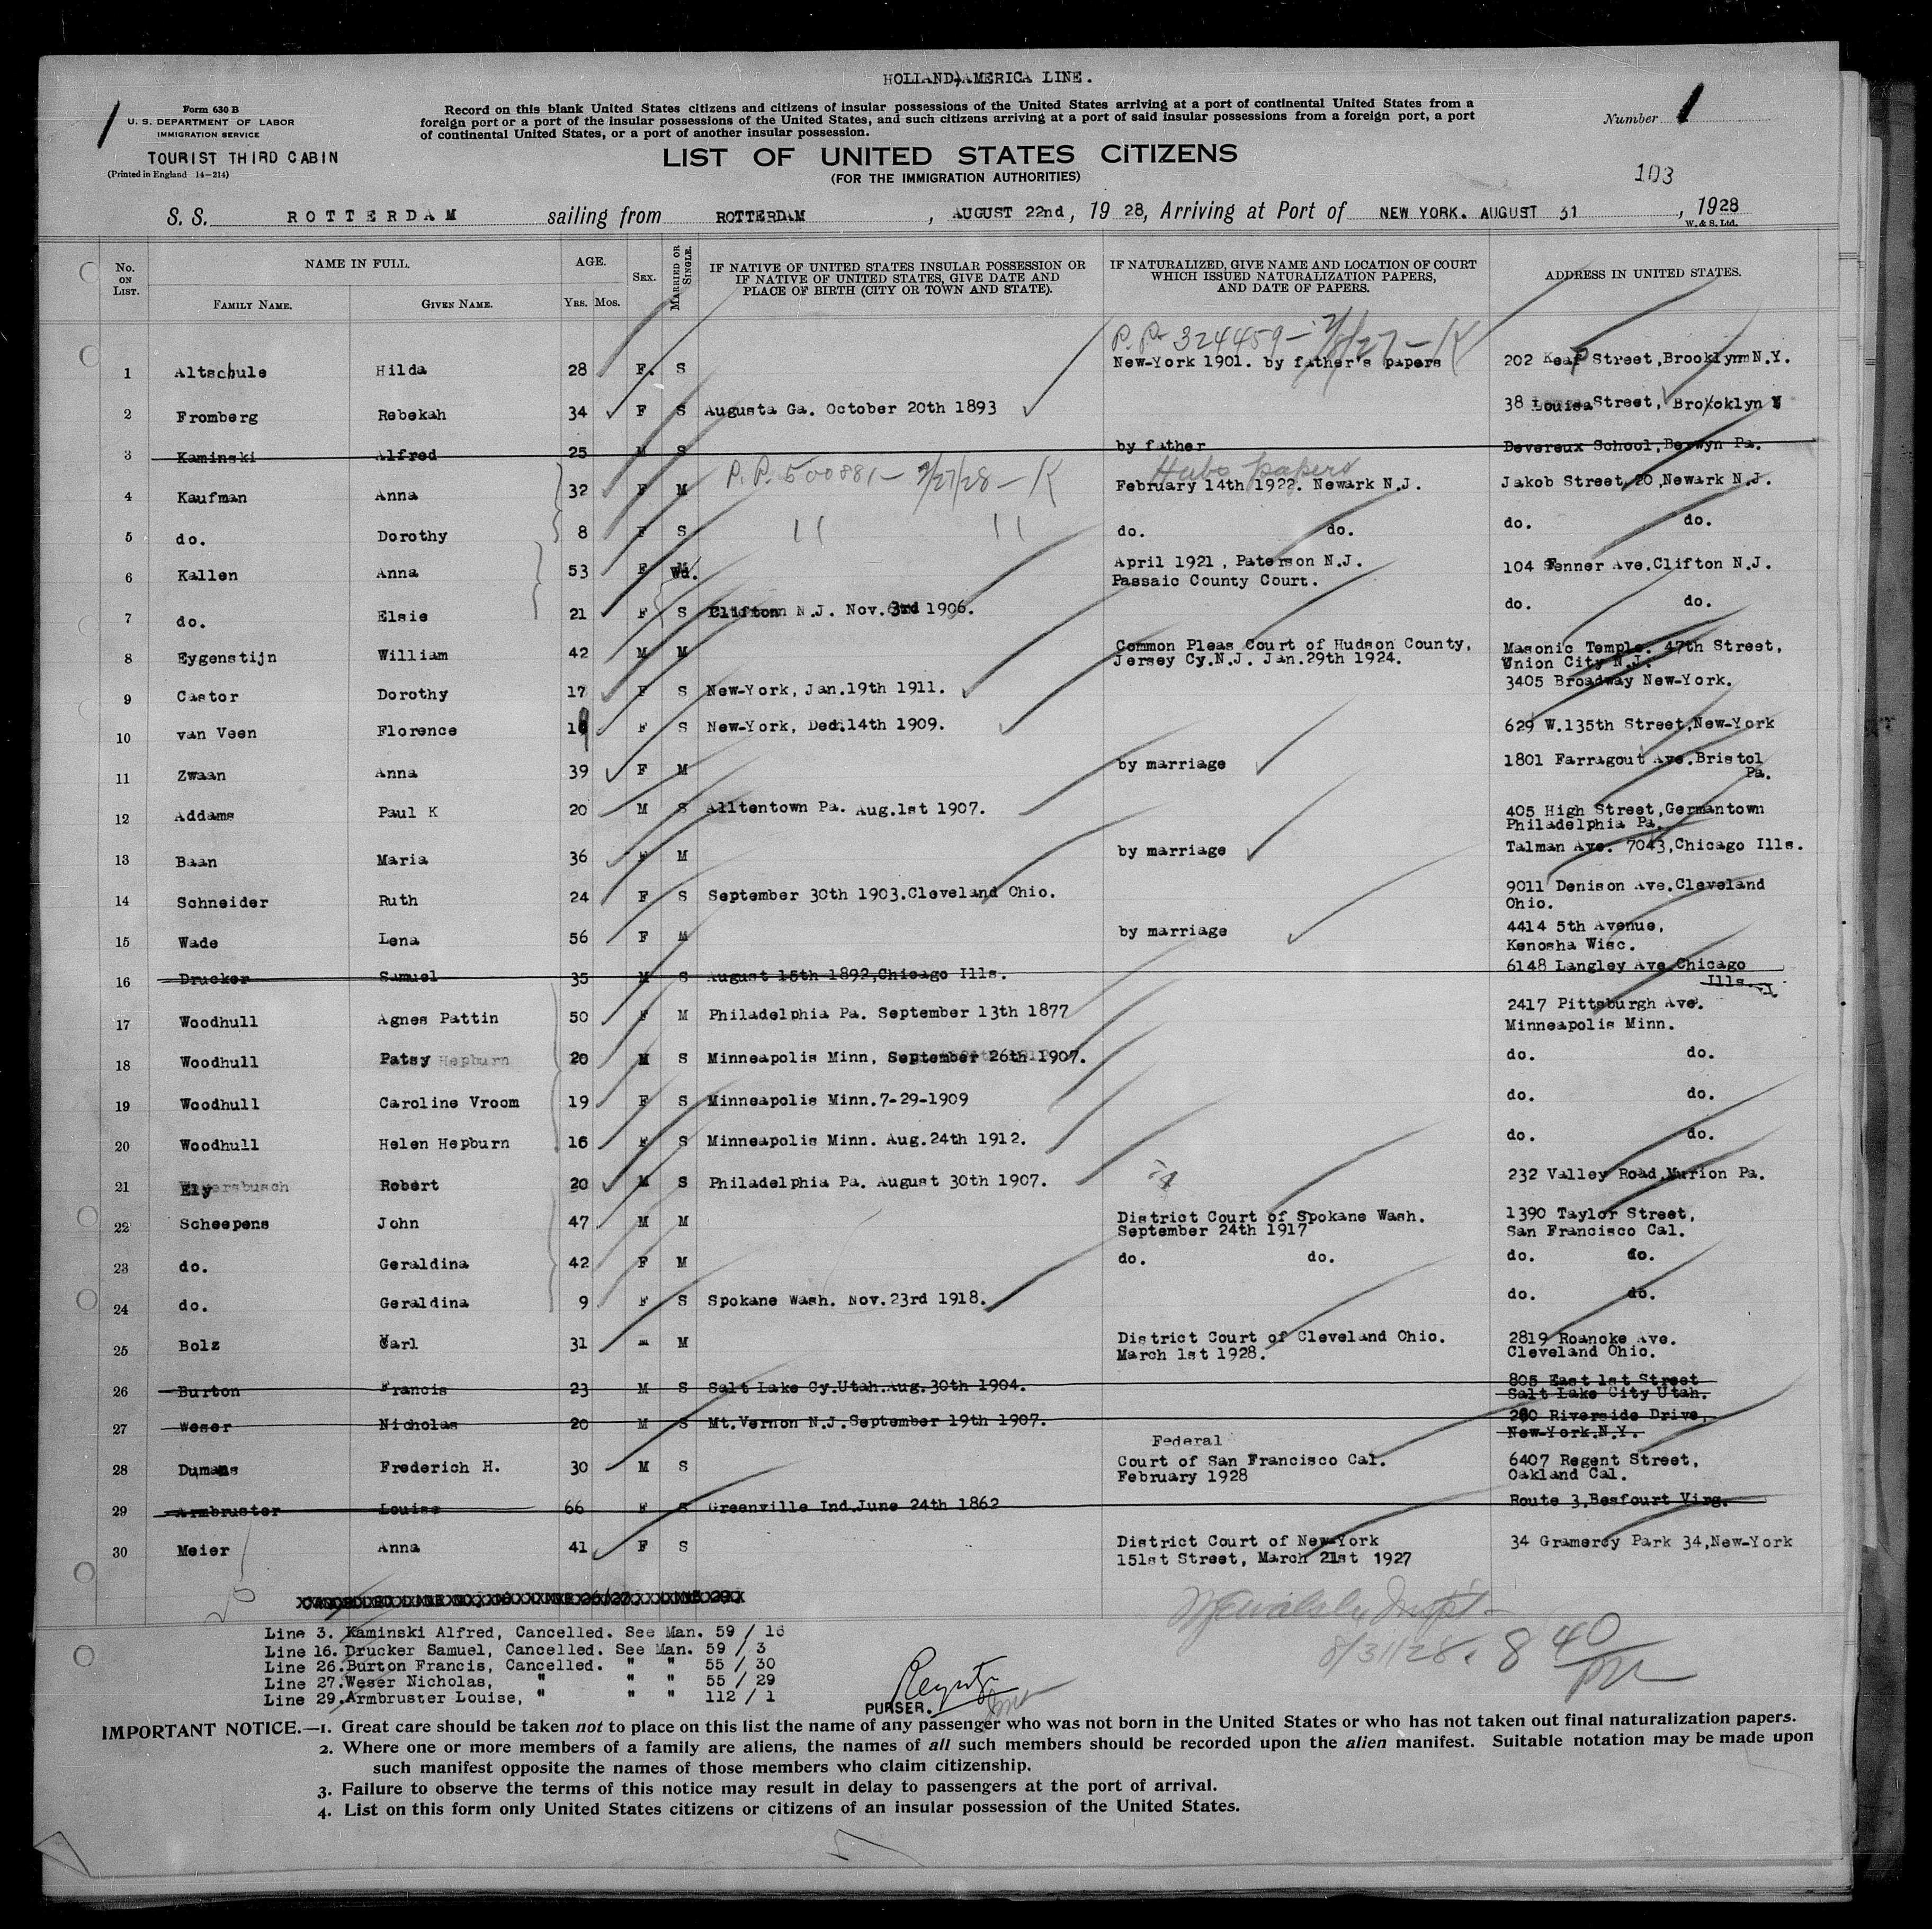 HOLLAND-AMERICA LINE.
Form 630 B
U. S. DEPARTMENT OF LABOR
IMMIGRATION SERVICE
TOURIST THIRD CABIN
(Printed in England 14—214)
Record on this blank United States citizens and citizens of insular possessions of the United States arriving at a port of continental United States from a
foreign port or a port of the insular possessions of the United States, and such citizens arriving at a port of said insular possessions from a foreign port, a port
of continental United States, or a port of another insular possession.
Number 1
LIST OF UNITED STATES CITIZENS
(FOR THE IMMIGRATION AUTHORITIES)
103
S. S. ROTTERDAM sailing from ROTTERDAM, AUGUST 22nd, 1928, Arriving at Port of NEW YORK. AUGUST 31, 1928
W. & S. Ltd.
No. ON LIST. NAME IN FULL. FAMILY NAME. GIVEN NAME. AGE. YRS. MOS. SEX. MARRIED OR SINGLE. IF NATIVE OF UNITED STATES INSULAR POSSESSION OR IF NATIVE OF UNITED STATES, GIVE DATE AND PLACE OF BIRTH (CITY OR TOWN AND STATE). IF NATURALIZED, GIVE NAME AND LOCATION OF COURT WHICH ISSUED NATURALIZATION PAPERS, AND DATE OF PAPERS. ADDRESS IN UNITED STATES.
P.P. 324459 — /27 — K
1 Altschule Hilda 28 F. S New-York 1901. by father's papers 202 Keap Street, Brooklynn N.Y.
2 Fromberg Rebekah 34 F S Augusta Ga. October 20th 1893 38 Louisa Street, Brooklyn
3 Kaminski Alfred 25 M S by father Devereux School, Berwyn Pa.
P.P. 500881 — /27/28 — K Hubs papers
4 Kaufman Anna 32 F M February 14th 1922. Newark N.J. Jakob Street, 20, Newark N.J.
5 do. Dorothy 8 F S " " do. do. do. do.
6 Kallen Anna 53 F Wd. April 1921, Paterson N.J. 104 Fenner Ave. Clifton N.J.
Passaic County Court.
7 do. Elsie 21 F S Clifton N.J. Nov. 3rd 1906. do. do.
8 Eygenstijn William 42 M M Common Pleas Court of Hudson County, Masonic Temple. 47th Street,
Jersey Cy.N.J. Jan.29th 1924. Union City N.J.
9 Castor Dorothy 17 F S New-York, Jan.19th 1911. 3405 Broadway New-York.
10 van Veen Florence F S New-York, Dec.14th 1909. 629 W.135th Street, New-York
11 Zwaan Anna 39 F M by marriage 1801 Farragout Ave. Bristol
Pa.
12 Addams Paul K 20 M S Alltentown Pa. Aug.1st 1907. 405 High Street, Germantown
Philadelphia Pa.
13 Baan Maria 36 F M by marriage Talman Ave. 7043, Chicago Ills.
14 Schneider Ruth 24 F S September 30th 1903. Cleveland Ohio. 9011 Denison Ave. Cleveland
Ohio.
15 Wade Lena 56 F M by marriage 4414 5th Avenue,
Kenosha Wisc.
16 Drucker Samuel 35 M S August 15th 1892, Chicago Ills. 6148 Langley Ave Chicago
Ills.
17 Woodhull Agnes Pattin 50 F M Philadelphia Pa. September 13th 1877 2417 Pittsburgh Ave.
Minneapolis Minn.
18 Woodhull Patsy Hepburn 20 M S Minneapolis Minn, September 26th 1907. do. do.
19 Woodhull Caroline Vroom 19 F S Minneapolis Minn. 7-29-1909 do. do.
20 Woodhull Helen Hepburn 16 F S Minneapolis Minn. Aug.24th 1912. do. do.
21 Ely Robert 20 M S Philadelphia Pa. August 30th 1907. 232 Valley Road, Murion Pa.
22 Scheepens John 47 M M District Court of Spokane Wash. 1390 Taylor Street,
September 24th 1917 San Francisco Cal.
23 do. Geraldina 42 F M do. do. do. do.
24 do. Geraldina 9 F S Spokane Wash. Nov. 23rd 1918. do. do.
25 Bolz Carl 31 M District Court of Cleveland Ohio. 2819 Roanoke Ave.
March 1st 1928. Cleveland Ohio.
26 Burton Francis 23 M S Salt Lake Cy.Utah.Aug.30th 1904. 805 East 1st Street
Salt Lake City Utah.
27 Weser Nicholas 20 M S Mt.Vernon N.J. September 19th 1907. Riverside Drive,
New-York.N.Y.
Federal
28 Dumans Frederich H. 30 M S Court of San Francisco Cal. 6407 Regent Street,
February 1928 Oakland Cal.
29 Armbruster Louise 66 F S Greenville Ind. June 24th 1862 Route 3, Besfourt Virg.
30 Meier Anna 41 F S District Court of New-York 34 Gramercy Park 34, New-York
151st Street, March 21st 1927
20
Line 3. Kaminski Alfred, Cancelled. See Man. 59 / 16
Line 16. Drucker Samuel, Cancelled. See Man. 59 / 3
Line 26. Burton Francis, Cancelled. " " 55 / 30
Line 27. Weser Nicholas, " " " 55 / 29
Line 29. Armbruster Louise, " " " 112 / 1
8/31/28. 8 40 PM
PURSER.
IMPORTANT NOTICE.—1. Great care should be taken not to place on this list the name of any passenger who was not born in the United States or who has not taken out final naturalization papers.
2. Where one or more members of a family are aliens, the names of all such members should be recorded upon the alien manifest. Suitable notation may be made upon
such manifest opposite the names of those members who claim citizenship.
3. Failure to observe the terms of this notice may result in delay to passengers at the port of arrival.
4. List on this form only United States citizens or citizens of an insular possession of the United States.